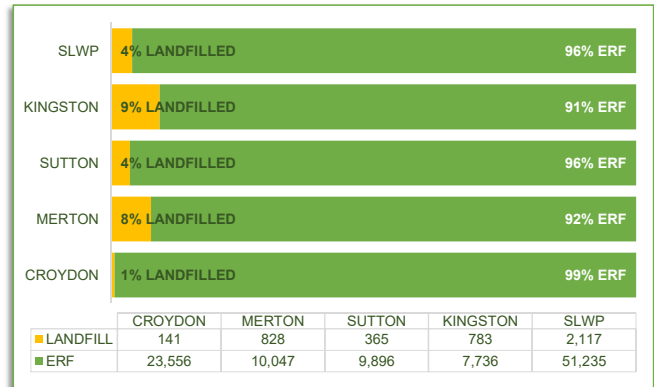 SLWP 4% LANDFILLED 96% ERF
KINGSTON 9% LANDFILLED 91% ERF
SUTTON 4% LANDFILLED 96% ERF
MERTON 8% LANDFILLED 92% ERF
CROYDON 1% LANDFILLED 99% ERF
CROYDON MERTON SUTTON KINGSTON SLWP
LANDFILL 141 828 365 783 2,117
ERF 23,556 10,047 9,896 7,736 51,235